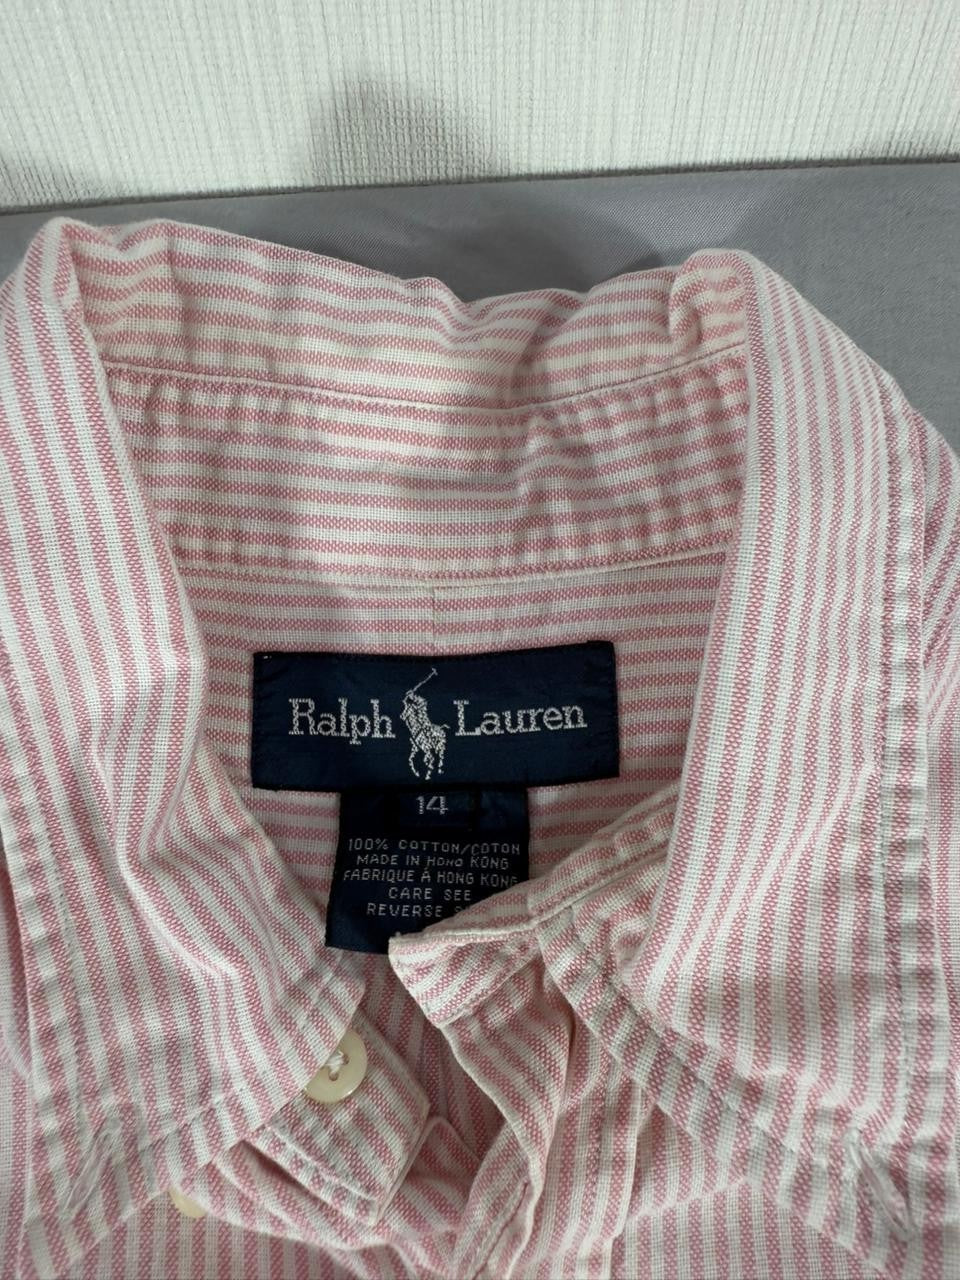 Ralph Lauren
14
100% COTTON/COTON
MADE IN HONG KONG
FABRIQUE À HONG KONG
CARE SEE
REVERSE